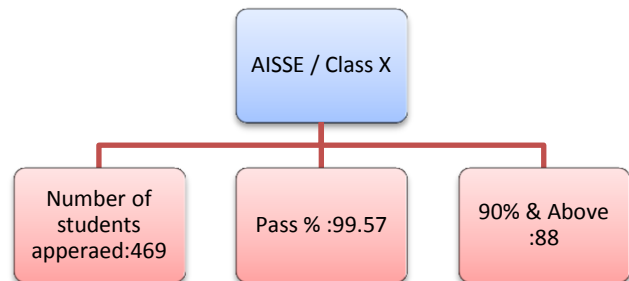 AISSE / Class X
Number of
students
apperaed:469
Pass % :99.57
90% & Above
:88